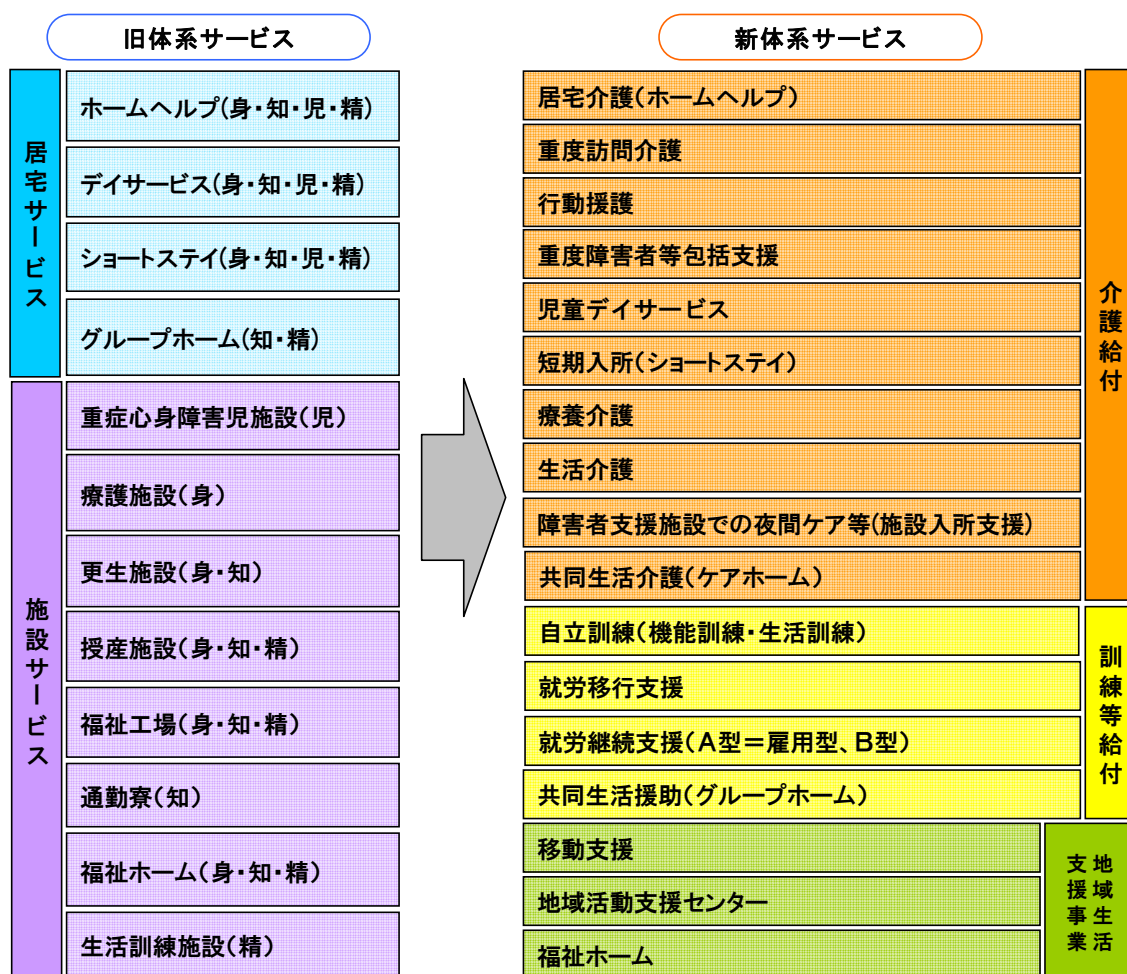 旧体系サービス
居宅サービス
ホームヘルプ(身・知・児・精)
デイサービス(身・知・児・精)
ショートステイ(身・知・児・精)
グループホーム(知・精)
施設サービス
重症心身障害児施設(児)
療護施設(身)
更生施設(身・知)
授産施設(身・知・精)
福祉工場(身・知・精)
通勤寮(知)
福祉ホーム(身・知・精)
生活訓練施設(精)
新体系サービス
居宅介護(ホームヘルプ)
重度訪問介護
行動援護
重度障害者等包括支援
児童デイサービス
短期入所(ショートステイ)
療養介護
生活介護
障害者支援施設での夜間ケア等(施設入所支援)
共同生活介護(ケアホーム)
介護給付
自立訓練(機能訓練・生活訓練)
就労移行支援
就労継続支援(A型=雇用型、B型)
共同生活援助(グループホーム)
訓練等給付
移動支援
地域活動支援センター
福祉ホーム
地域生活
支援事業